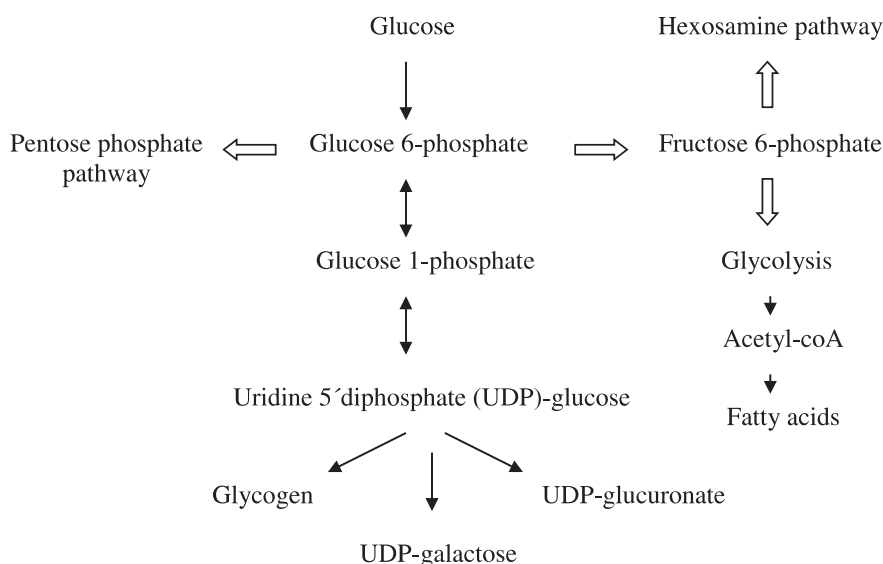 Glucose
Hexosamine pathway
Pentose phosphate
pathway
Glucose 6-phosphate
Fructose 6-phosphate
Glucose 1-phosphate
Glycolysis
Acetyl-coA
Uridine 5´diphosphate (UDP)-glucose
Fatty acids
Glycogen
UDP-glucuronate
UDP-galactose